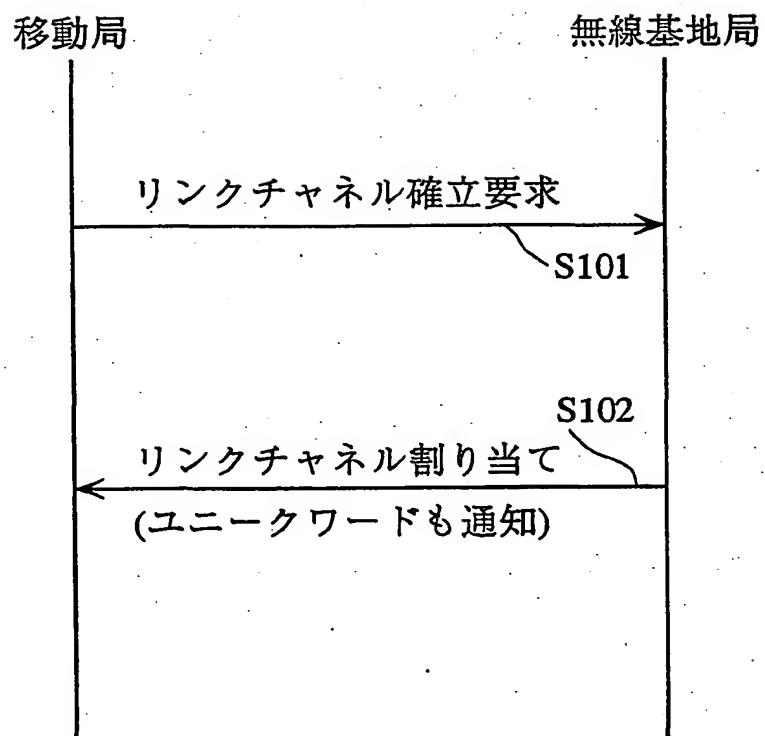 移動局
無線基地局
リンクチャネル確立要求
S101
S102
リンクチャネル割り当て
(ユニークワードも通知)